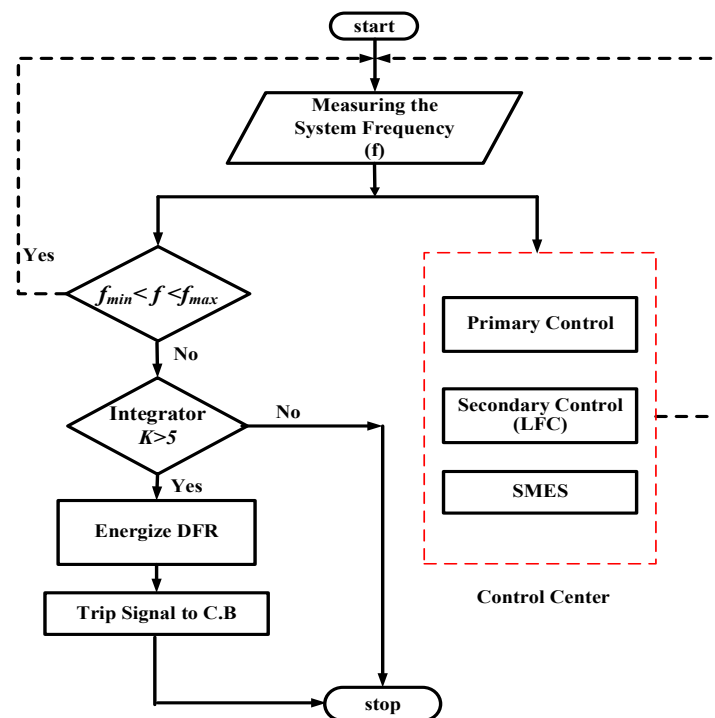 start
Measuring the
System Frequency
(f)
Yes
fmin< f <fmax
No
Integrator
K>5
No
Yes
Energize DFR
Trip Signal to C.B
stop
Primary Control
Secondary Control
(LFC)
SMES
Control Center